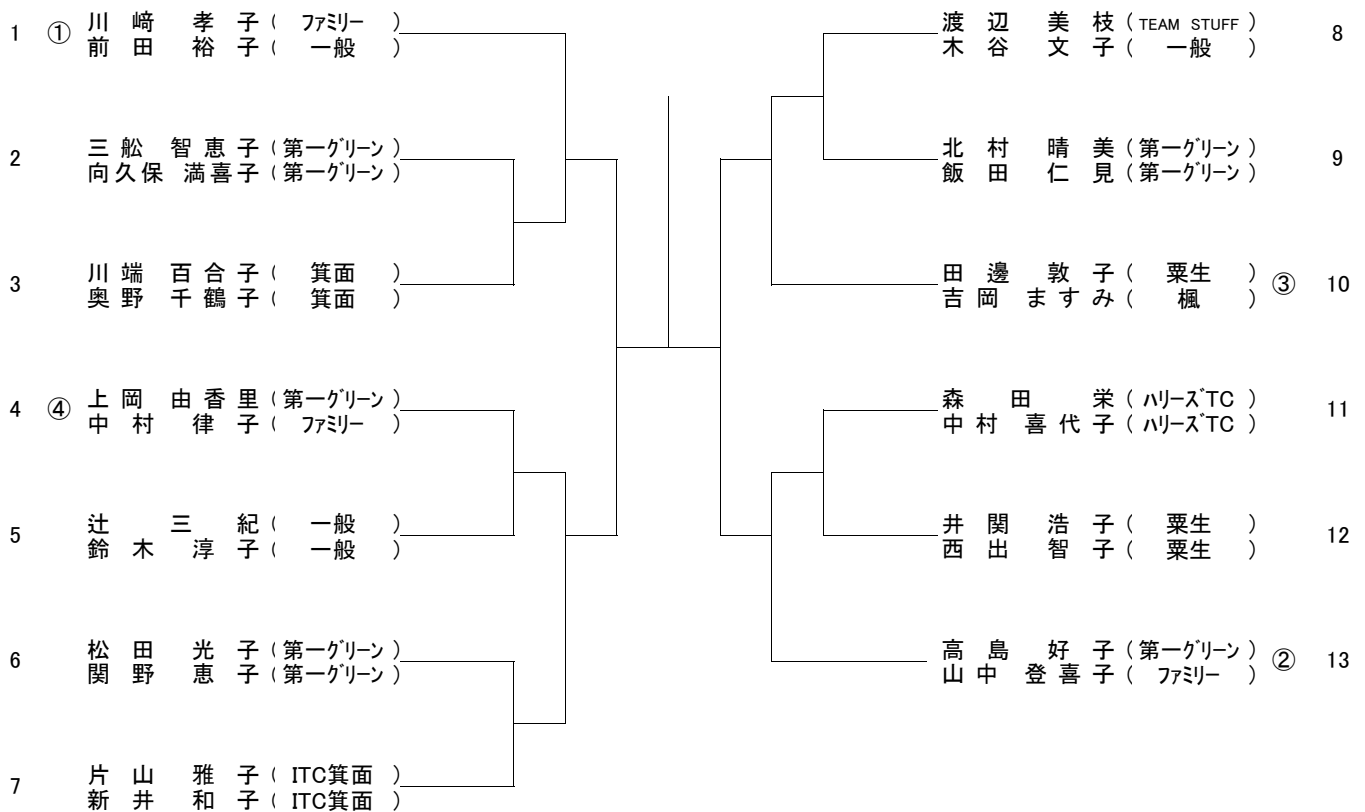 1 ① 川﨑 孝子 ( ファミリー )
前田 裕子 ( 一般 )
2 三舩 智恵子 ( 第一グリーン )
向久保 満喜子 ( 第一グリーン )
3 川端 百合子 ( 箕面 )
奥野 千鶴子 ( 箕面 )
4 ④ 上岡 由香里 ( 第一グリーン )
中村 律子 ( ファミリー )
5 辻 三紀 ( 一般 )
鈴木 淳子 ( 一般 )
6 松田 光子 ( 第一グリーン )
関野 恵子 ( 第一グリーン )
7 片山 雅子 ( ITC箕面 )
新井 和子 ( ITC箕面 )
渡辺 美枝 ( TEAM STUFF ) 8
木谷 文子 ( 一般 )
北村 晴美 ( 第一グリーン ) 9
飯田 仁見 ( 第一グリーン )
田邊 敦子 ( 粟生 ) ③ 10
吉岡 ますみ ( 楓 )
森田 栄 ( ハリーズTC ) 11
中村 喜代子 ( ハリーズTC )
井関 浩子 ( 粟生 ) 12
西出 智子 ( 粟生 )
高島 好子 ( 第一グリーン ) ② 13
山中 登喜子 ( ファミリー )